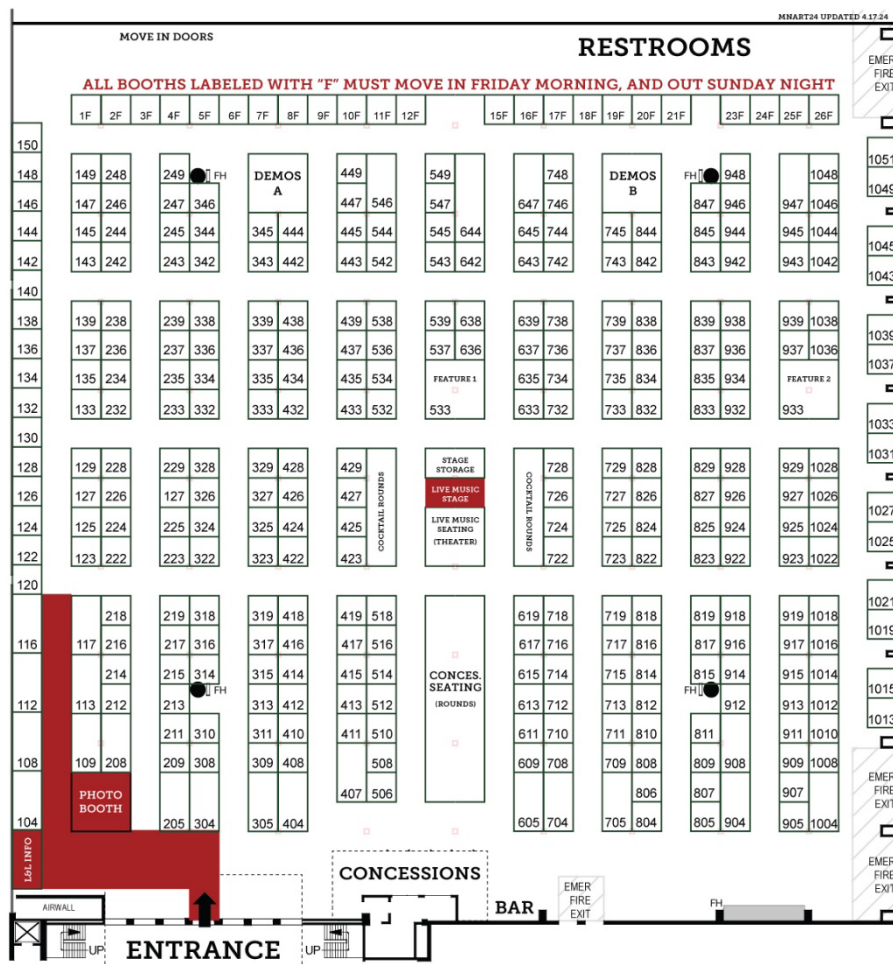 MNART24 UPDATED 4.17.24
MOVE IN DOORS
RESTROOMS
EMER FIRE EXIT
ALL BOOTHS LABELED WITH "F" MUST MOVE IN FRIDAY MORNING, AND OUT SUNDAY NIGHT
1F 2F 3F 4F 5F 6F 7F 8F 9F 10F 11F 12F 15F 16F 17F 18F 19F 20F 21F 23F 24F 25F 26F
150
1051
148 149 248 249 FH DEMOS A 449 549 748 DEMOS B FH 948 1048
1049
146 147 246 247 346 447 546 547 647 746 847 946 947 1046
144 145 244 245 344 345 444 445 544 545 644 645 744 745 844 845 944 945 1044 1045
142 143 242 243 342 343 442 443 542 543 642 643 742 743 842 843 942 943 1042 1043
140
138 139 238 239 338 339 438 439 538 539 638 639 738 739 838 839 938 939 1038 1039
136 137 236 237 336 337 436 437 536 537 636 637 736 737 836 837 936 937 1036 1037
134 135 234 235 334 335 434 435 534 FEATURE 1 635 734 735 834 835 934 FEATURE 2
132 133 232 233 332 333 432 433 532 533 633 732 733 832 833 932 933 1033
130
1031
128 129 228 229 328 329 428 429 COCKTAIL ROUNDS STAGE STORAGE COCKTAIL ROUNDS 728 729 828 829 928 929 1028
126 127 226 127 326 327 426 427 LIVE MUSIC STAGE 726 727 826 827 926 927 1026 1027
124 125 224 225 324 325 424 425 LIVE MUSIC SEATING (THEATER) 724 725 824 825 924 925 1024 1025
122 123 222 223 322 323 422 423 722 723 822 823 922 923 1022
120
218 219 318 319 418 419 518 619 718 719 818 819 918 919 1018 1021
116 117 216 217 316 317 416 417 516 617 716 717 816 817 916 917 1016 1019
214 215 314 315 414 415 514 CONCES. SEATING (ROUNDS) 615 714 715 814 815 914 915 1014 1015
FH FH
112 113 212 213 313 412 413 512 613 712 713 812 912 913 1012 1013
211 310 311 410 411 510 611 710 711 810 811 911 1010
108 109 208 209 308 309 408 508 609 708 709 808 809 908 909 1008
PHOTO BOOTH 407 506 806 807 907 EMER FIRE EXIT
104 205 304 305 404 605 704 705 804 805 904 905 1004
L&L INFO
CONCESSIONS
EMER FIRE EXIT
AIRWALL
BAR
EMER FIRE EXIT
FH
UP
ENTRANCE
UP